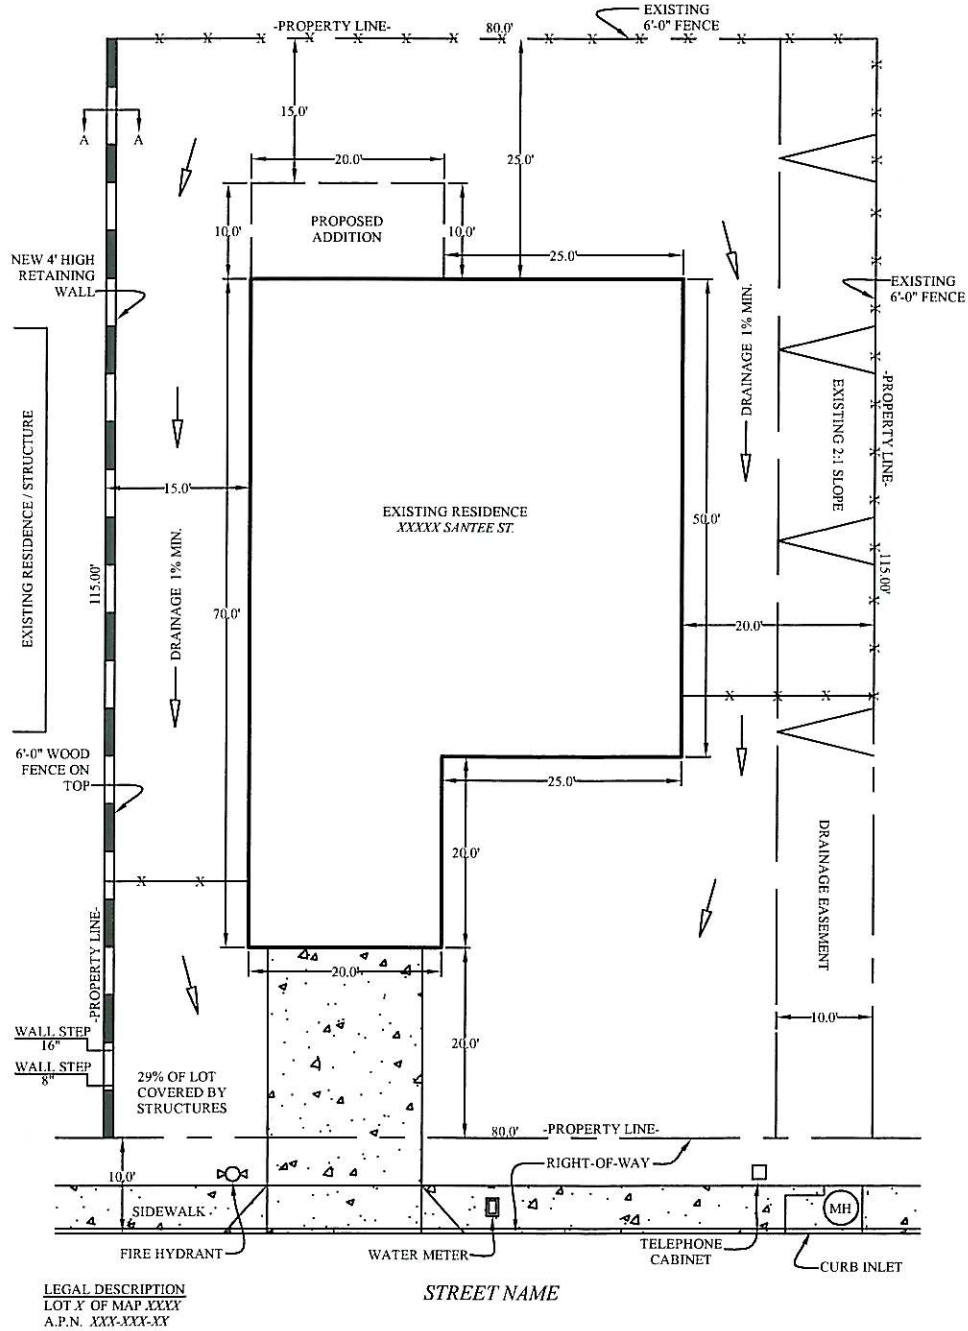 -PROPERTY LINE-
80.0'
EXISTING
6'-0" FENCE
15.0'
A
A
20.0'
25.0'
10.0'
PROPOSED
ADDITION
10.0'
25.0'
NEW 4' HIGH
RETAINING
WALL
EXISTING
6'-0" FENCE
DRAINAGE 1% MIN.
EXISTING 2:1 SLOPE
-PROPERTY LINE-
115.00'
EXISTING RESIDENCE / STRUCTURE
15.0'
EXISTING RESIDENCE
XXXXX SANTEE ST.
50.0'
115.00'
DRAINAGE 1% MIN.
70.0'
20.0'
6'-0" WOOD
FENCE ON
TOP
25.0'
20.0'
DRAINAGE EASEMENT
-PROPERTY LINE-
20.0'
10.0'
20.0'
WALL STEP
16"
WALL STEP
8"
29% OF LOT
COVERED BY
STRUCTURES
80.0'
-PROPERTY LINE-
RIGHT-OF-WAY
10.0'
SIDEWALK
MH
FIRE HYDRANT
WATER METER
TELEPHONE
CABINET
CURB INLET
LEGAL DESCRIPTION
LOT X OF MAP XXXX
A.P.N. XXX-XXX-XX
STREET NAME